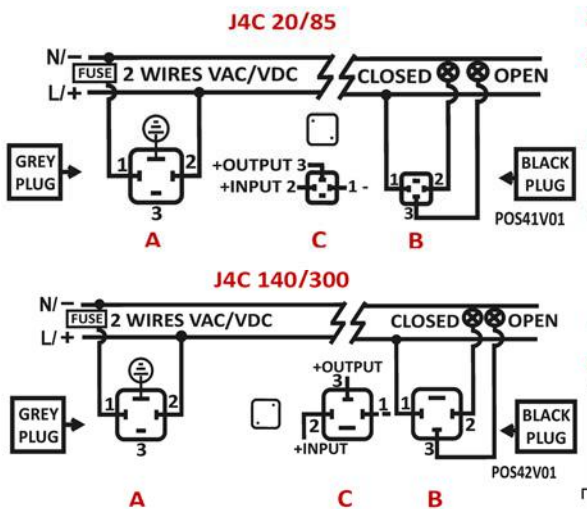 J4C 20/85
N/−
FUSE 2 WIRES VAC/VDC CLOSED OPEN
L/+
GREY PLUG
1 2
3
+OUTPUT 3
+INPUT 2 1 -
1 2
3
BLACK PLUG
POS41V01
A C B
J4C 140/300
N/−
FUSE 2 WIRES VAC/VDC CLOSED OPEN
L/+
GREY PLUG
1 2
3
+OUTPUT
3
2 1 -
+INPUT
1 2
3
BLACK PLUG
POS42V01
A C B